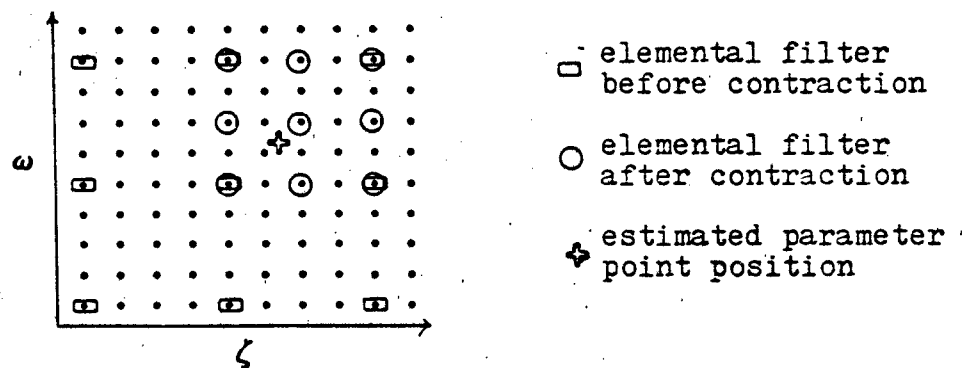 elemental filter
before contraction
ω
elemental filter
after contraction
estimated parameter
point position
ζ